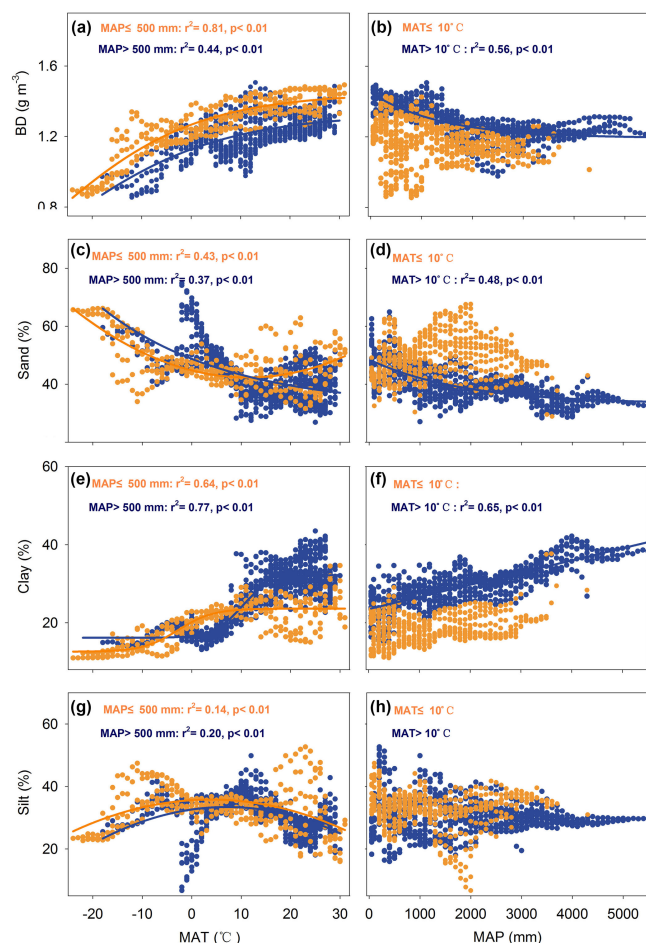 (a) MAP≤ 500 mm: r²= 0.81, p< 0.01
MAP> 500 mm: r²= 0.44, p< 0.01
(b) MAT≤ 10°C
MAT> 10°C : r²= 0.56, p< 0.01
BD (g m⁻³)
1.6
1.2
0.8
(c) MAP≤ 500 mm: r²= 0.43, p< 0.01
MAP> 500 mm: r²= 0.37, p< 0.01
(d) MAT≤ 10°C
MAT> 10°C : r²= 0.48, p< 0.01
Sand (%)
80
60
40
(e) MAP≤ 500 mm: r²= 0.64, p< 0.01
MAP> 500 mm: r²= 0.77, p< 0.01
(f) MAT≤ 10°C :
MAT> 10°C : r²= 0.65, p< 0.01
Clay (%)
60
40
20
(g) MAP≤ 500 mm: r²= 0.14, p< 0.01
MAP> 500 mm: r²= 0.20, p< 0.01
(h) MAT≤ 10°C
MAT> 10°C
Silt (%)
60
40
20
-20 -10 0 10 20 30
MAT (℃)
0 1000 2000 3000 4000 5000
MAP (mm)